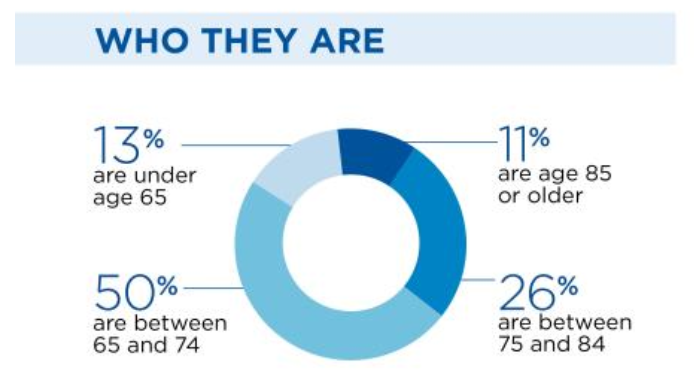 WHO THEY ARE
13%
are under
age 65
11%
are age 85
or older
50%
are between
65 and 74
26%
are between
75 and 84